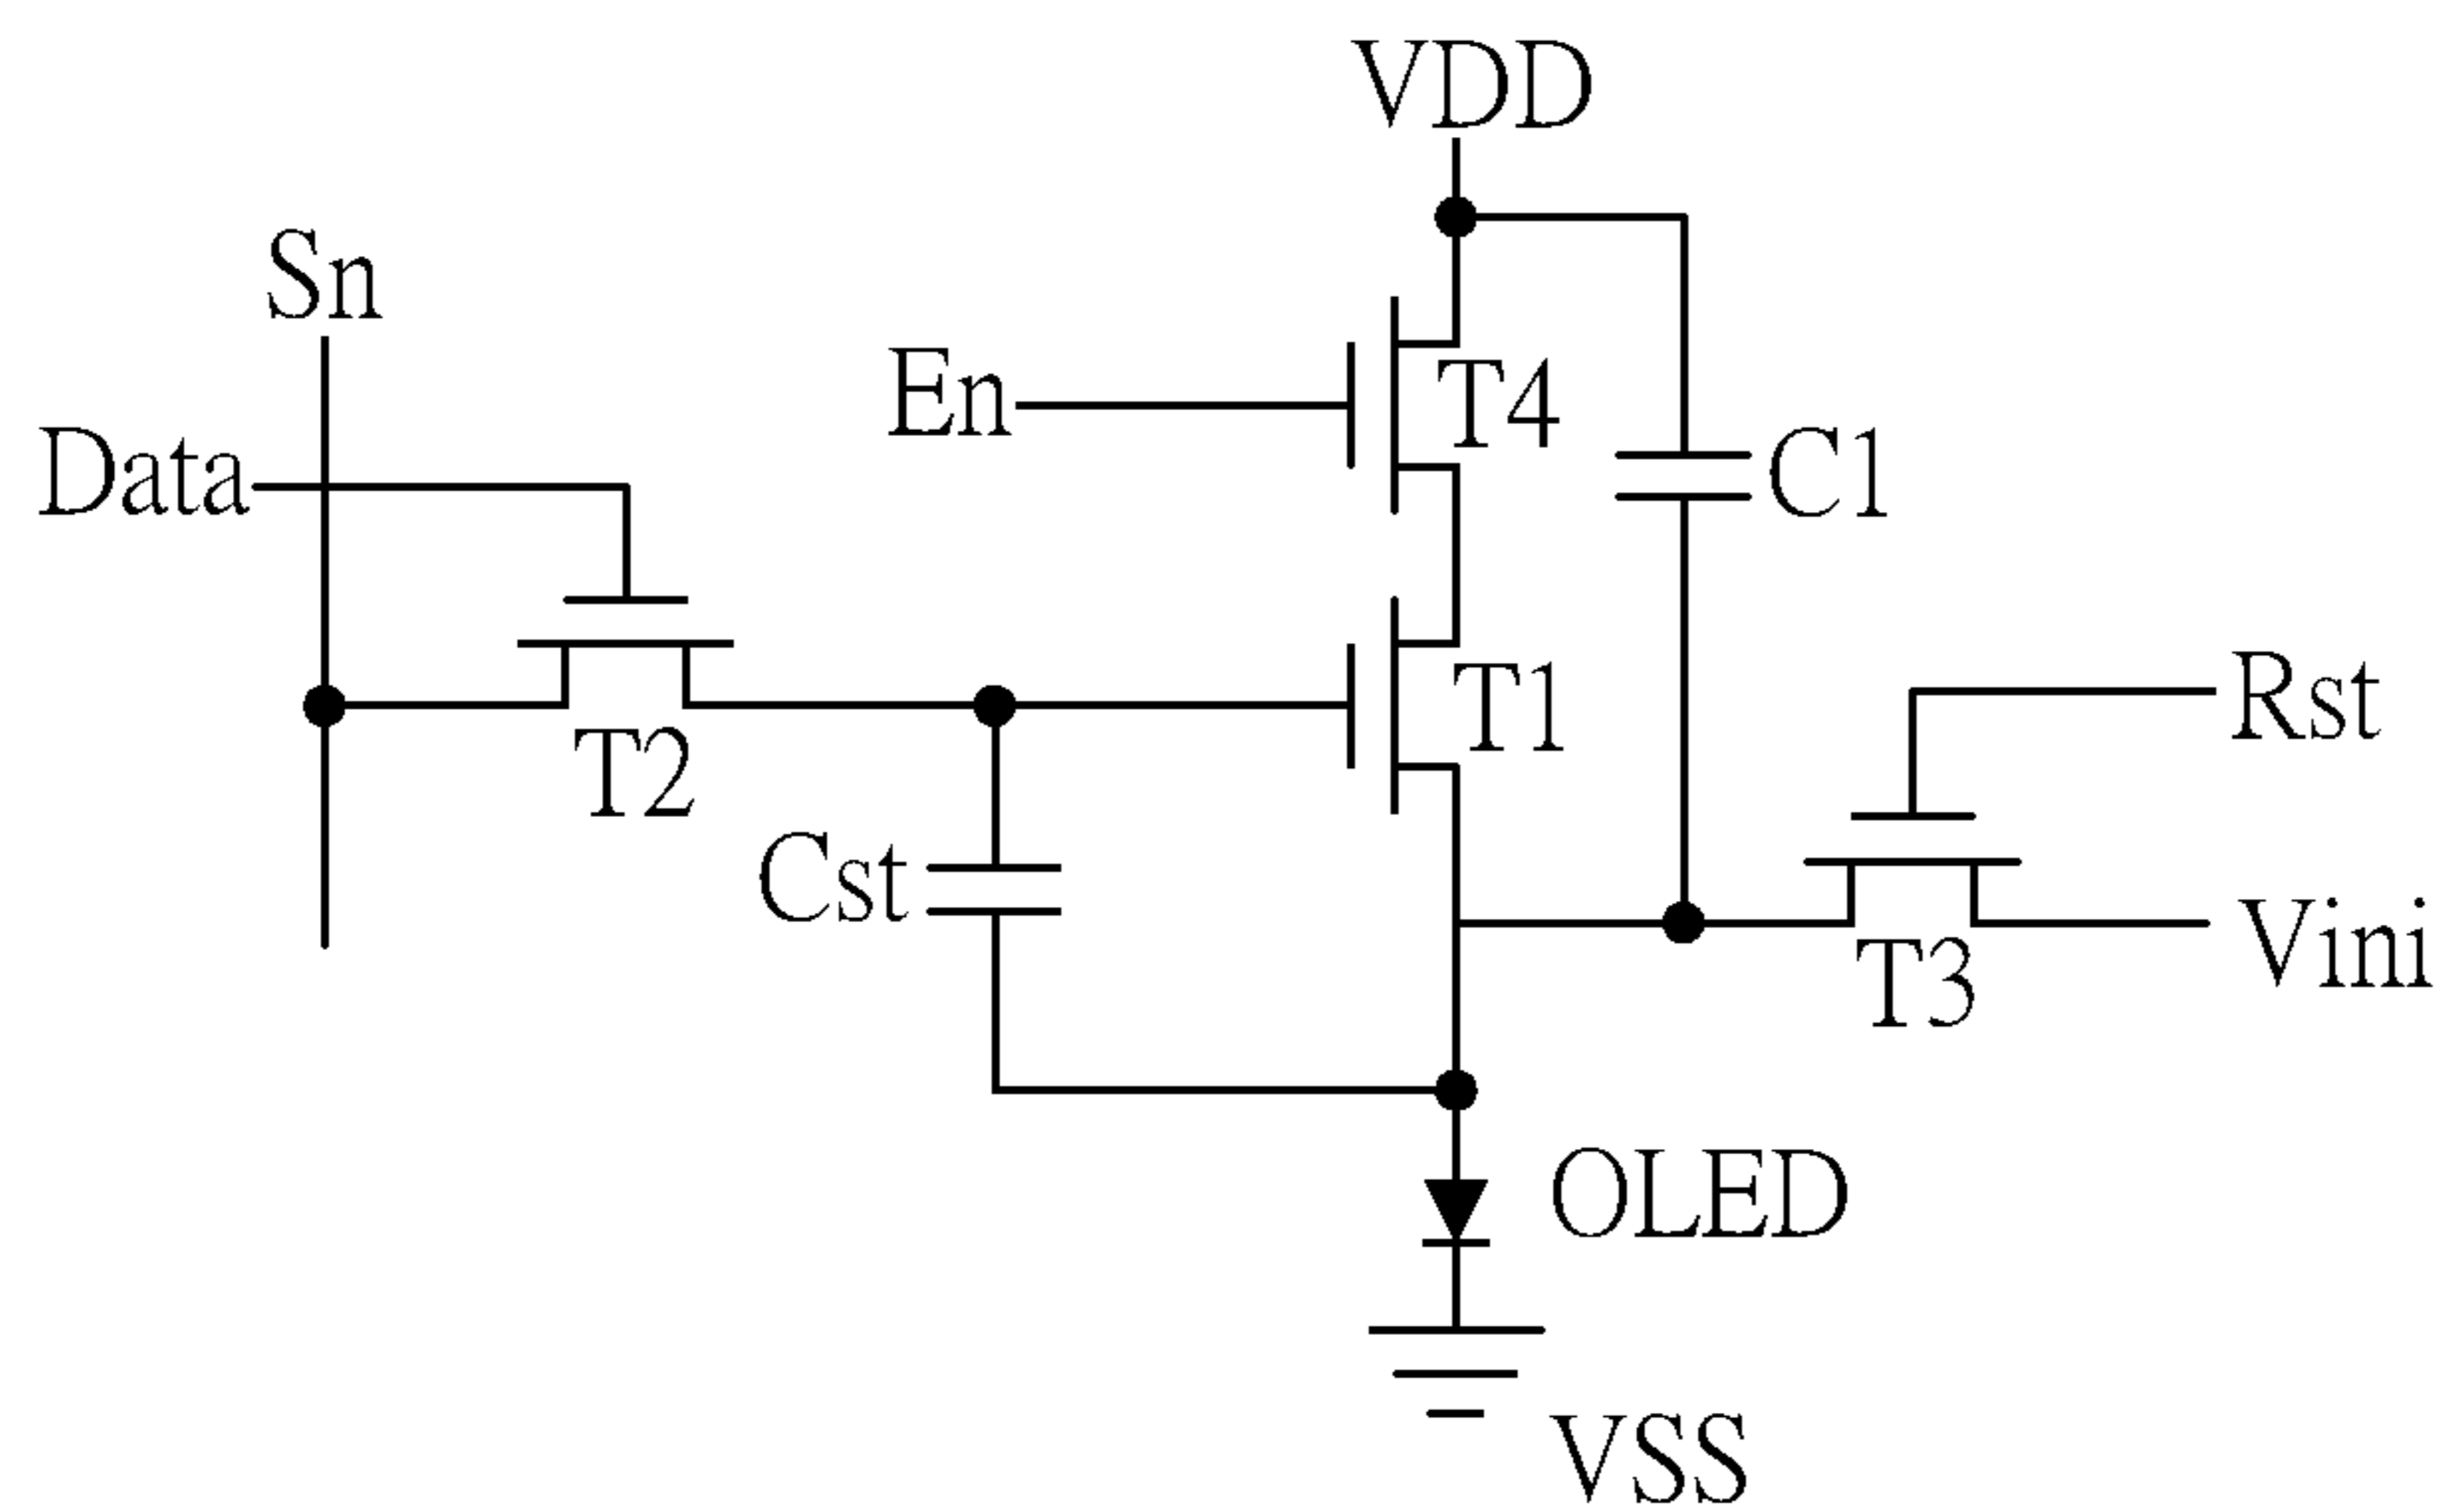 VDD
Sn
En
T4
Data
C1
T1
Rst
T2
Cst
Vini
T3
OLED
VSS